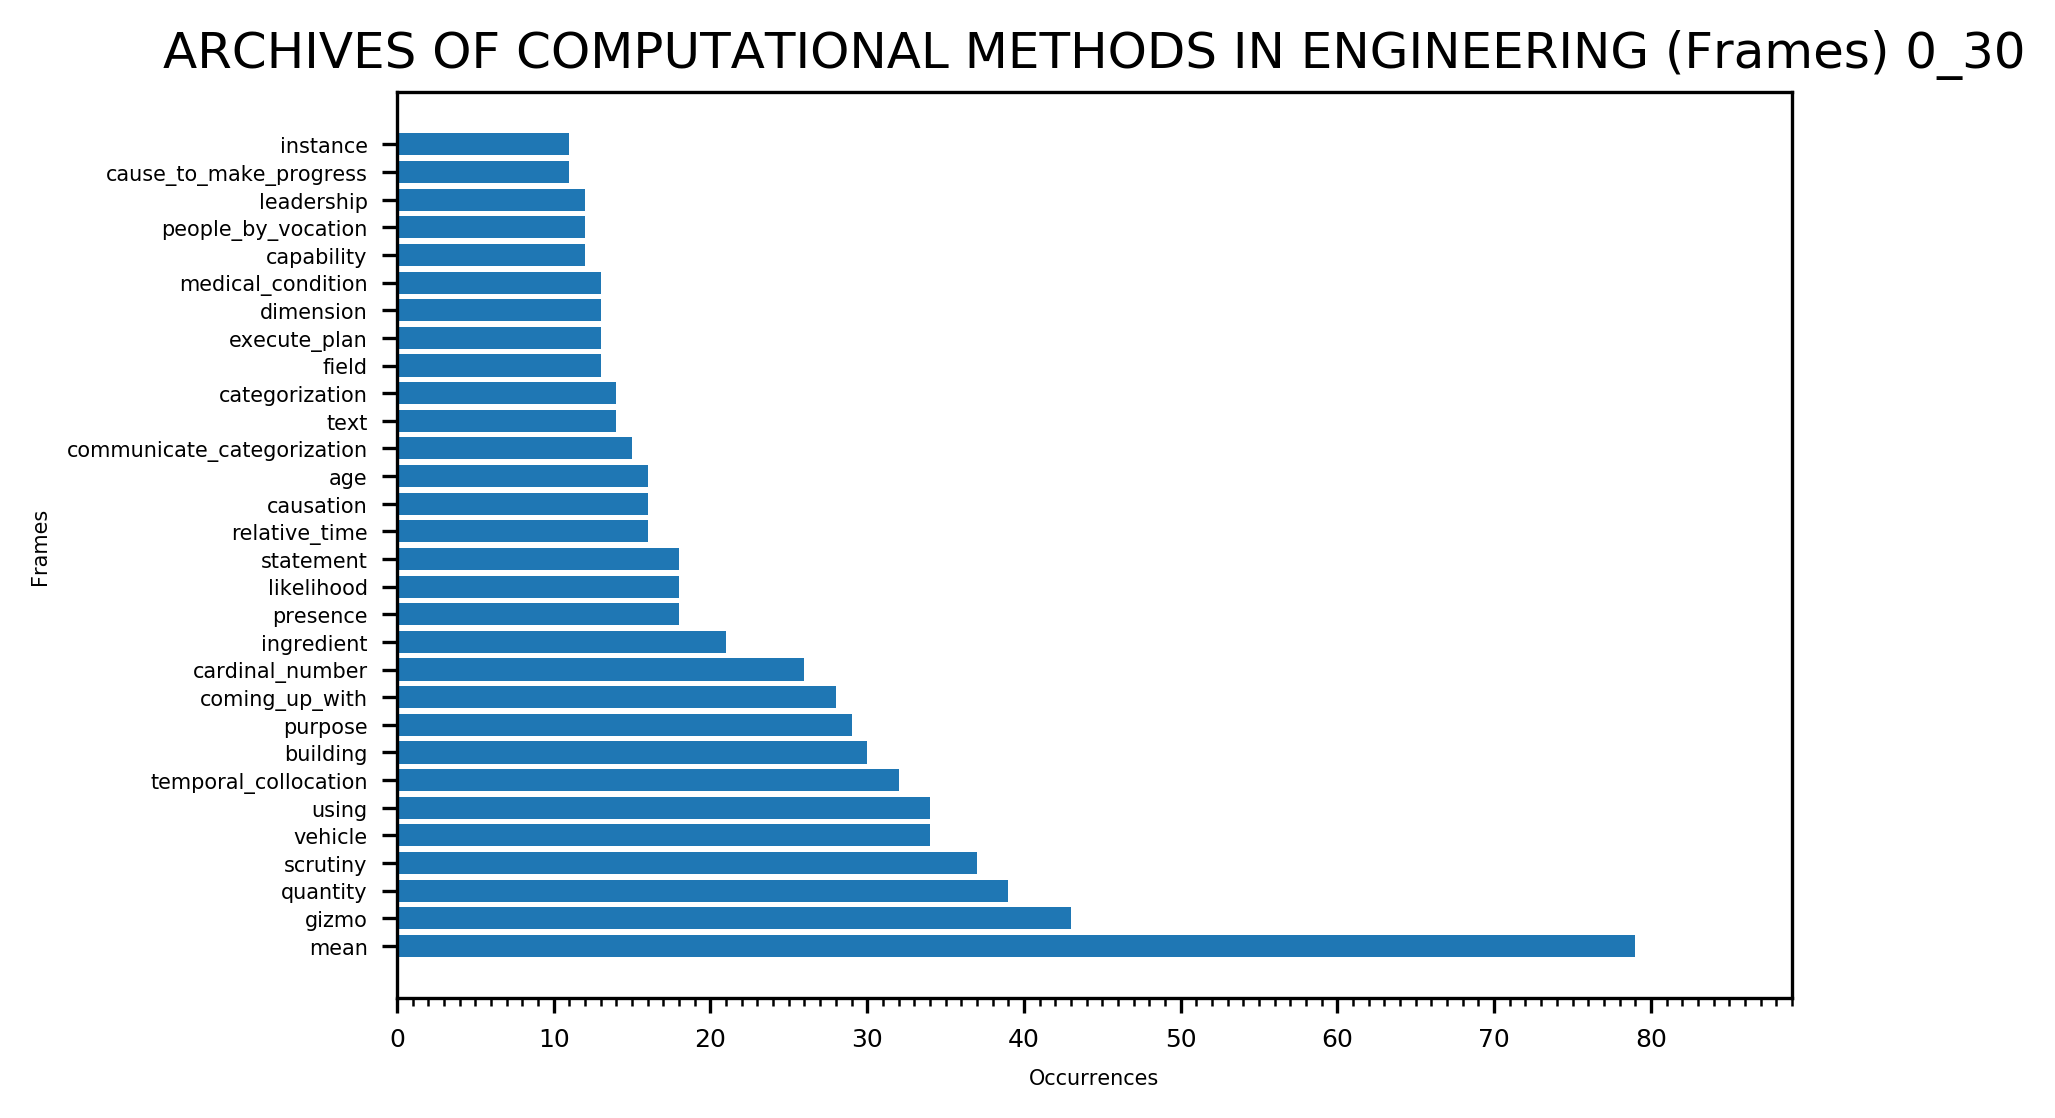 ARCHIVES OF COMPUTATIONAL METHODS IN ENGINEERING (Frames) 0_30
instance
cause_to_make_progress
leadership
people_by_vocation
capability
medical_condition
dimension
execute_plan
field
categorization
text
communicate_categorization
age
causation
relative_time
statement
likelihood
presence
ingredient
cardinal_number
coming_up_with
purpose
building
temporal_collocation
using
vehicle
scrutiny
quantity
gizmo
mean
Frames
0 10 20 30 40 50 60 70 80
Occurrences